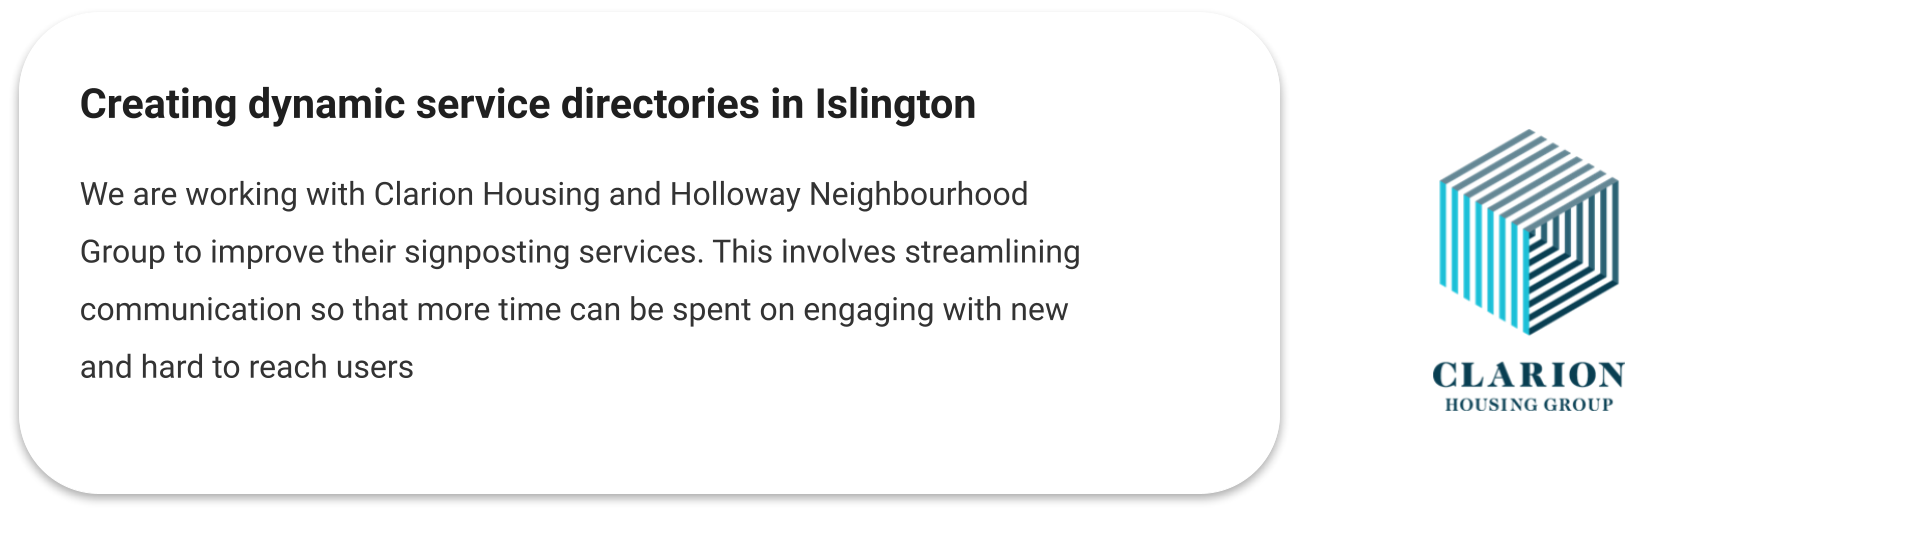 Creating dynamic service directories in Islington
We are working with Clarion Housing and Holloway Neighbourhood
Group to improve their signposting services. This involves streamlining
communication so that more time can be spent on engaging with new
and hard to reach users
CLARION
HOUSING GROUP